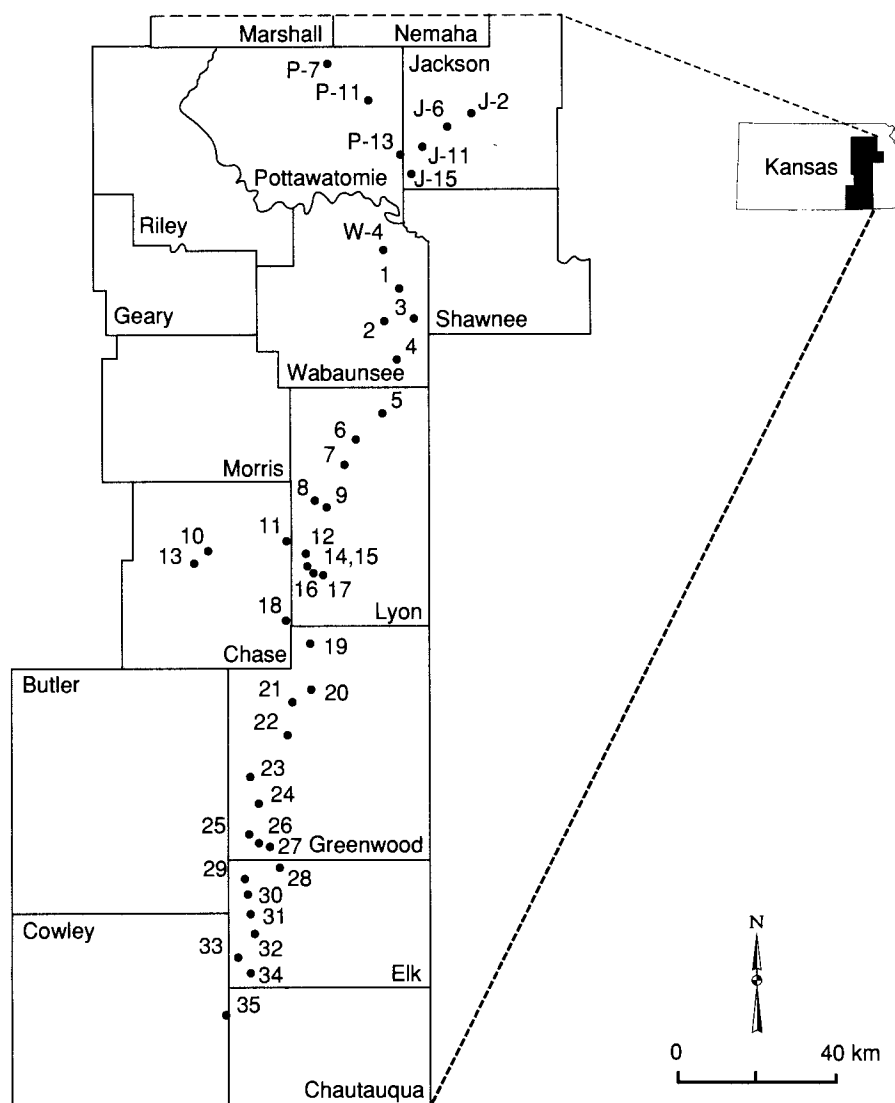 Marshall
Nemaha
P-7
Jackson
P-11
J-6
J-2
P-13
J-11
Pottawatomie
J-15
Kansas
Riley
W-4
1
Geary
2
3
Shawnee
4
Wabaunsee
5
6
7
Morris
8
9
10
11
12
13
14,15
16
17
18
Lyon
Chase
19
Butler
21
20
22
23
24
25
26
27
Greenwood
29
28
30
31
Cowley
33
32
34
Elk
35
N
0
40 km
Chautauqua